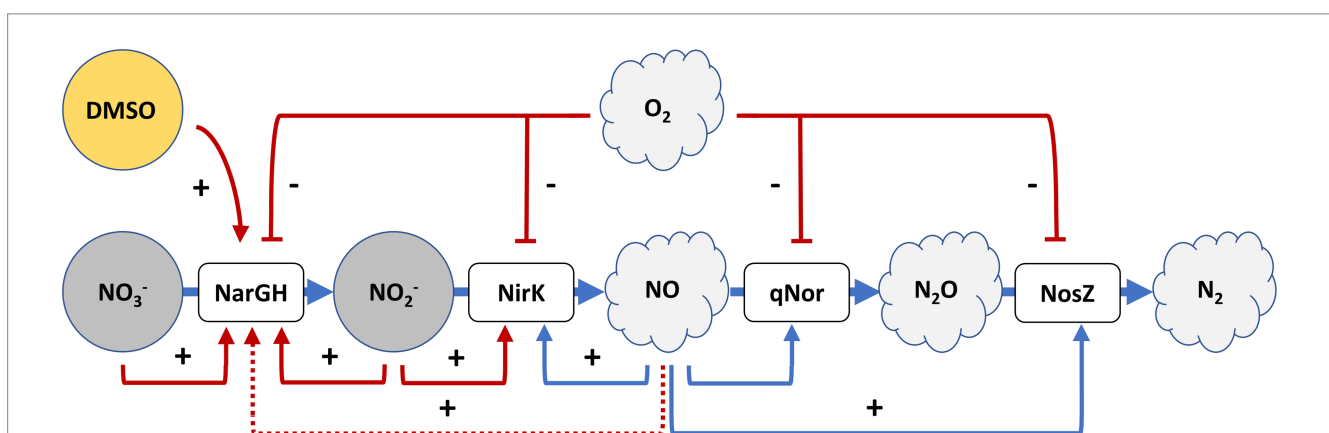 DMSO
O₂
+
-
-
-
-
NO₃⁻
NarGH
NO₂⁻
NirK
NO
qNor
N₂O
NosZ
N₂
+
+
+
+
+
+